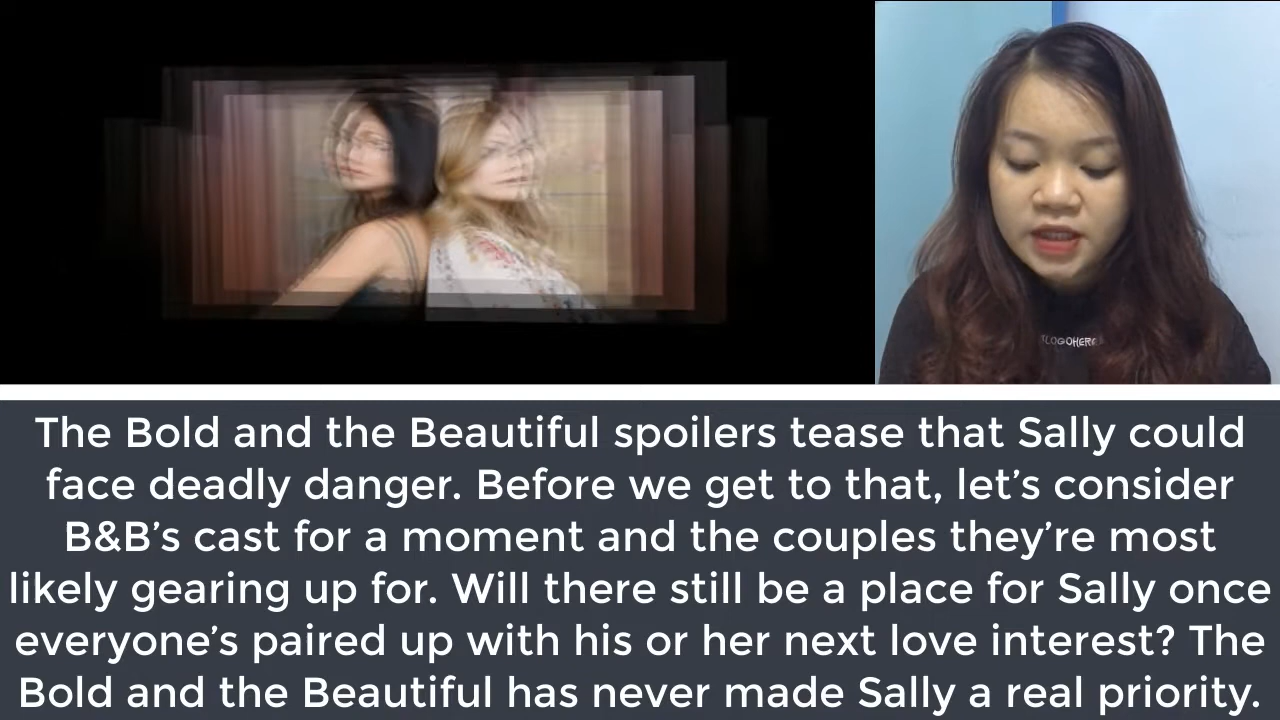 LOGOHERE
The Bold and the Beautiful spoilers tease that Sally could
face deadly danger. Before we get to that, let’s consider
B&B’s cast for a moment and the couples they’re most
likely gearing up for. Will there still be a place for Sally once
everyone’s paired up with his or her next love interest? The
Bold and the Beautiful has never made Sally a real priority.